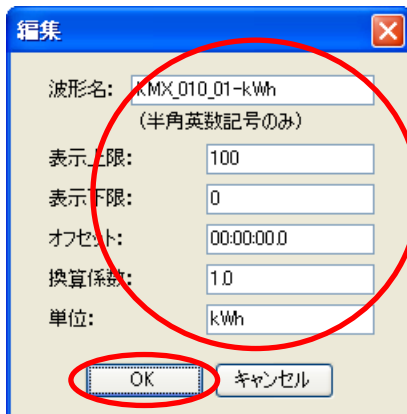 編集
波形名: KMX_010_01-kWh
(半角英数記号のみ)
表示上限: 100
表示下限: 0
オフセット: 00:00:00.0
換算係数: 1.0
単位: kWh
OK キャンセル